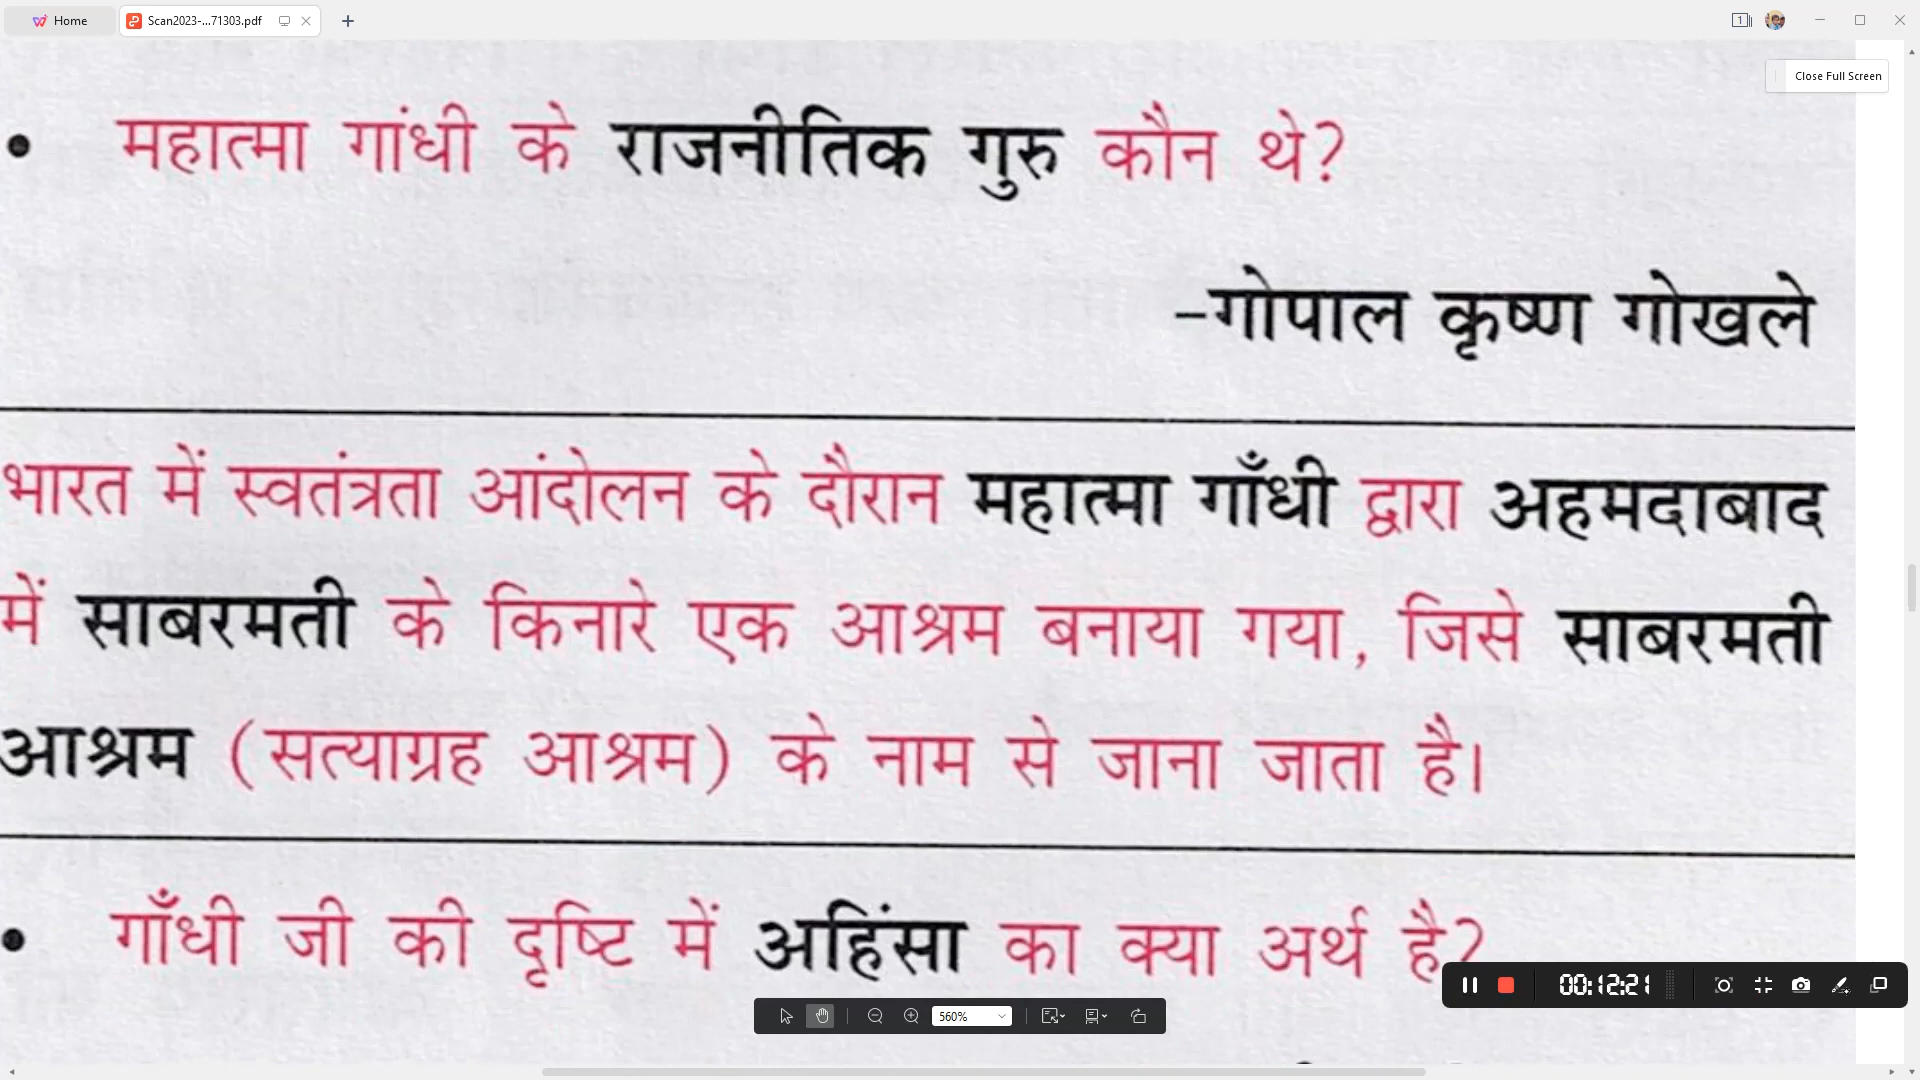 Home
Scan2023-...71303.pdf
1
Close Full Screen
• महात्मा गांधी के राजनीतिक गुरु कौन थे?
–गोपाल कृष्ण गोखले
भारत में स्वतंत्रता आंदोलन के दौरान महात्मा गाँधी द्वारा अहमदाबाद
में साबरमती के किनारे एक आश्रम बनाया गया, जिसे साबरमती
आश्रम (सत्याग्रह आश्रम) के नाम से जाना जाता है।
• गाँधी जी की दृष्टि में अहिंसा का क्या अर्थ है?
00:12:21
560%